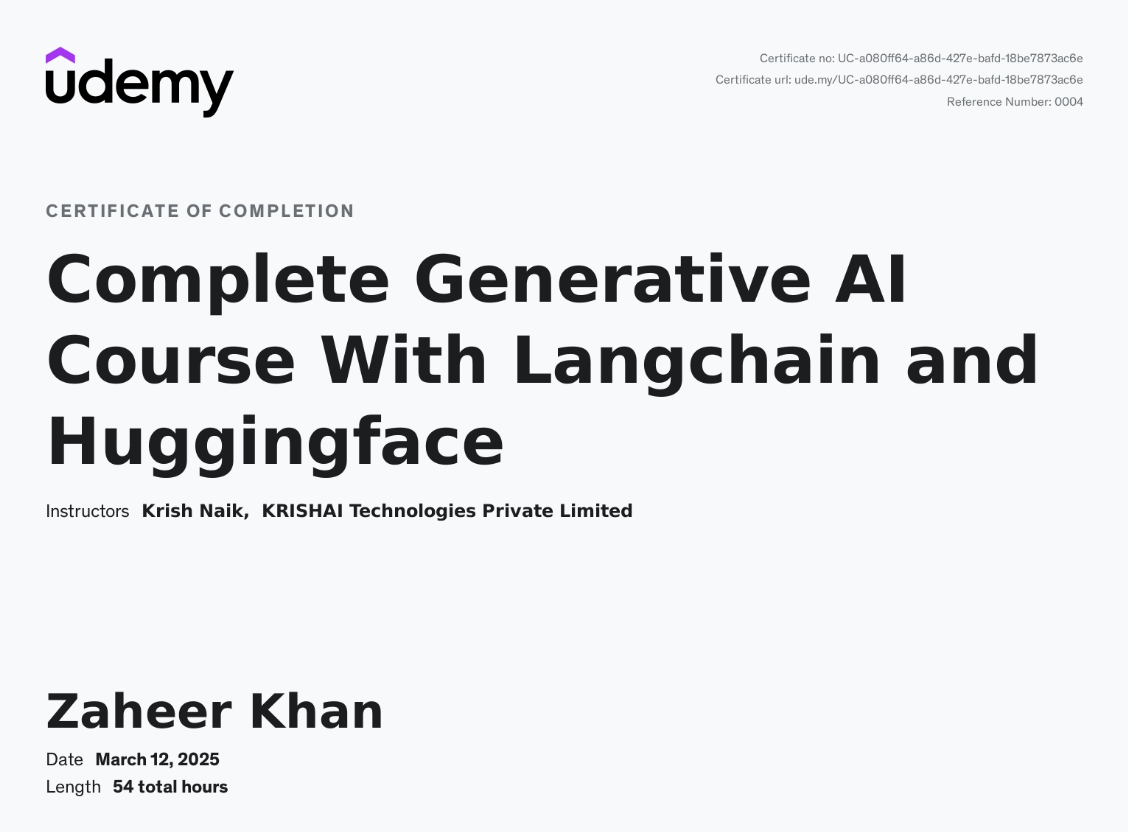 udemy
Certificate no: UC-a080ff64-a86d-427e-bafd-18be7873ac6e
Certificate url: ude.my/UC-a080ff64-a86d-427e-bafd-18be7873ac6e
Reference Number: 0004
CERTIFICATE OF COMPLETION
Complete Generative AI
Course With Langchain and
Huggingface
Instructors Krish Naik, KRISHAI Technologies Private Limited
Zaheer Khan
Date March 12, 2025
Length 54 total hours